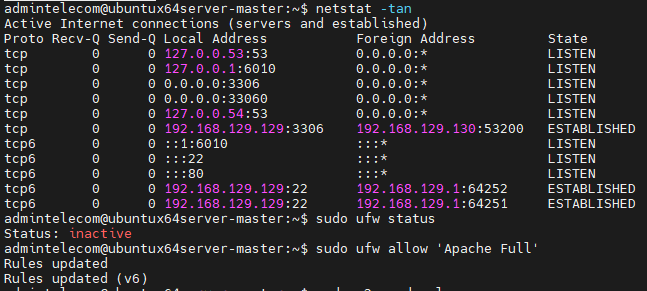 admintelecom@ubuntux64server-master:~$ netstat -tan
Active Internet connections (servers and established)
Proto Recv-Q Send-Q Local Address           Foreign Address         State
tcp        0      0 127.0.0.53:53           0.0.0.0:*               LISTEN
tcp        0      0 127.0.0.1:6010          0.0.0.0:*               LISTEN
tcp        0      0 0.0.0.0:3306            0.0.0.0:*               LISTEN
tcp        0      0 0.0.0.0:33060           0.0.0.0:*               LISTEN
tcp        0      0 127.0.0.54:53           0.0.0.0:*               LISTEN
tcp        0      0 192.168.129.129:3306    192.168.129.130:53200   ESTABLISHED
tcp6       0      0 ::1:6010                :::*                    LISTEN
tcp6       0      0 :::22                   :::*                    LISTEN
tcp6       0      0 :::80                   :::*                    LISTEN
tcp6       0      0 192.168.129.129:22      192.168.129.1:64252     ESTABLISHED
tcp6       0      0 192.168.129.129:22      192.168.129.1:64251     ESTABLISHED
admintelecom@ubuntux64server-master:~$ sudo ufw status
Status: inactive
admintelecom@ubuntux64server-master:~$ sudo ufw allow 'Apache Full'
Rules updated
Rules updated (v6)